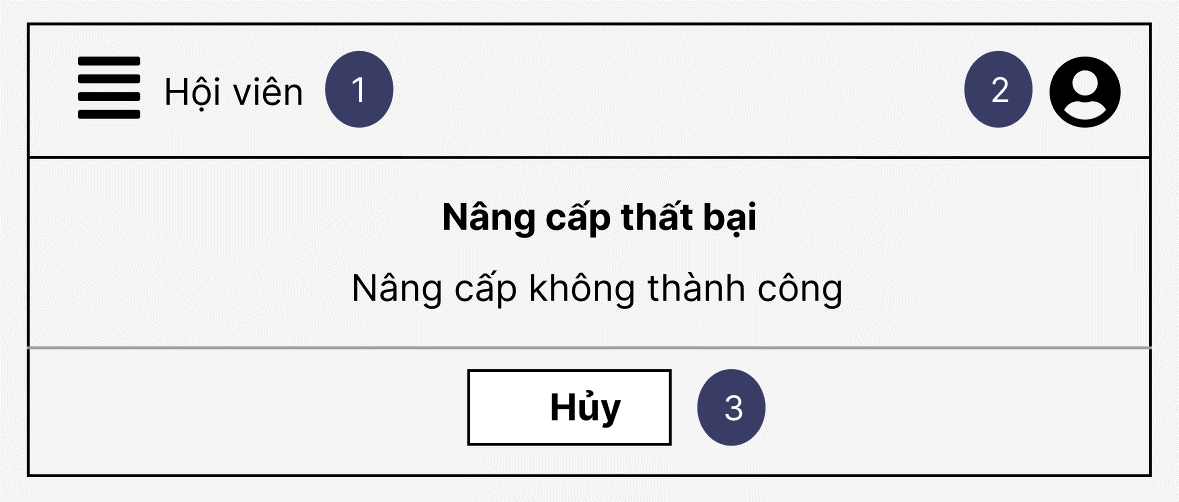 Hội viên 1 2
Nâng cấp thất bại
Nâng cấp không thành công
Hủy 3